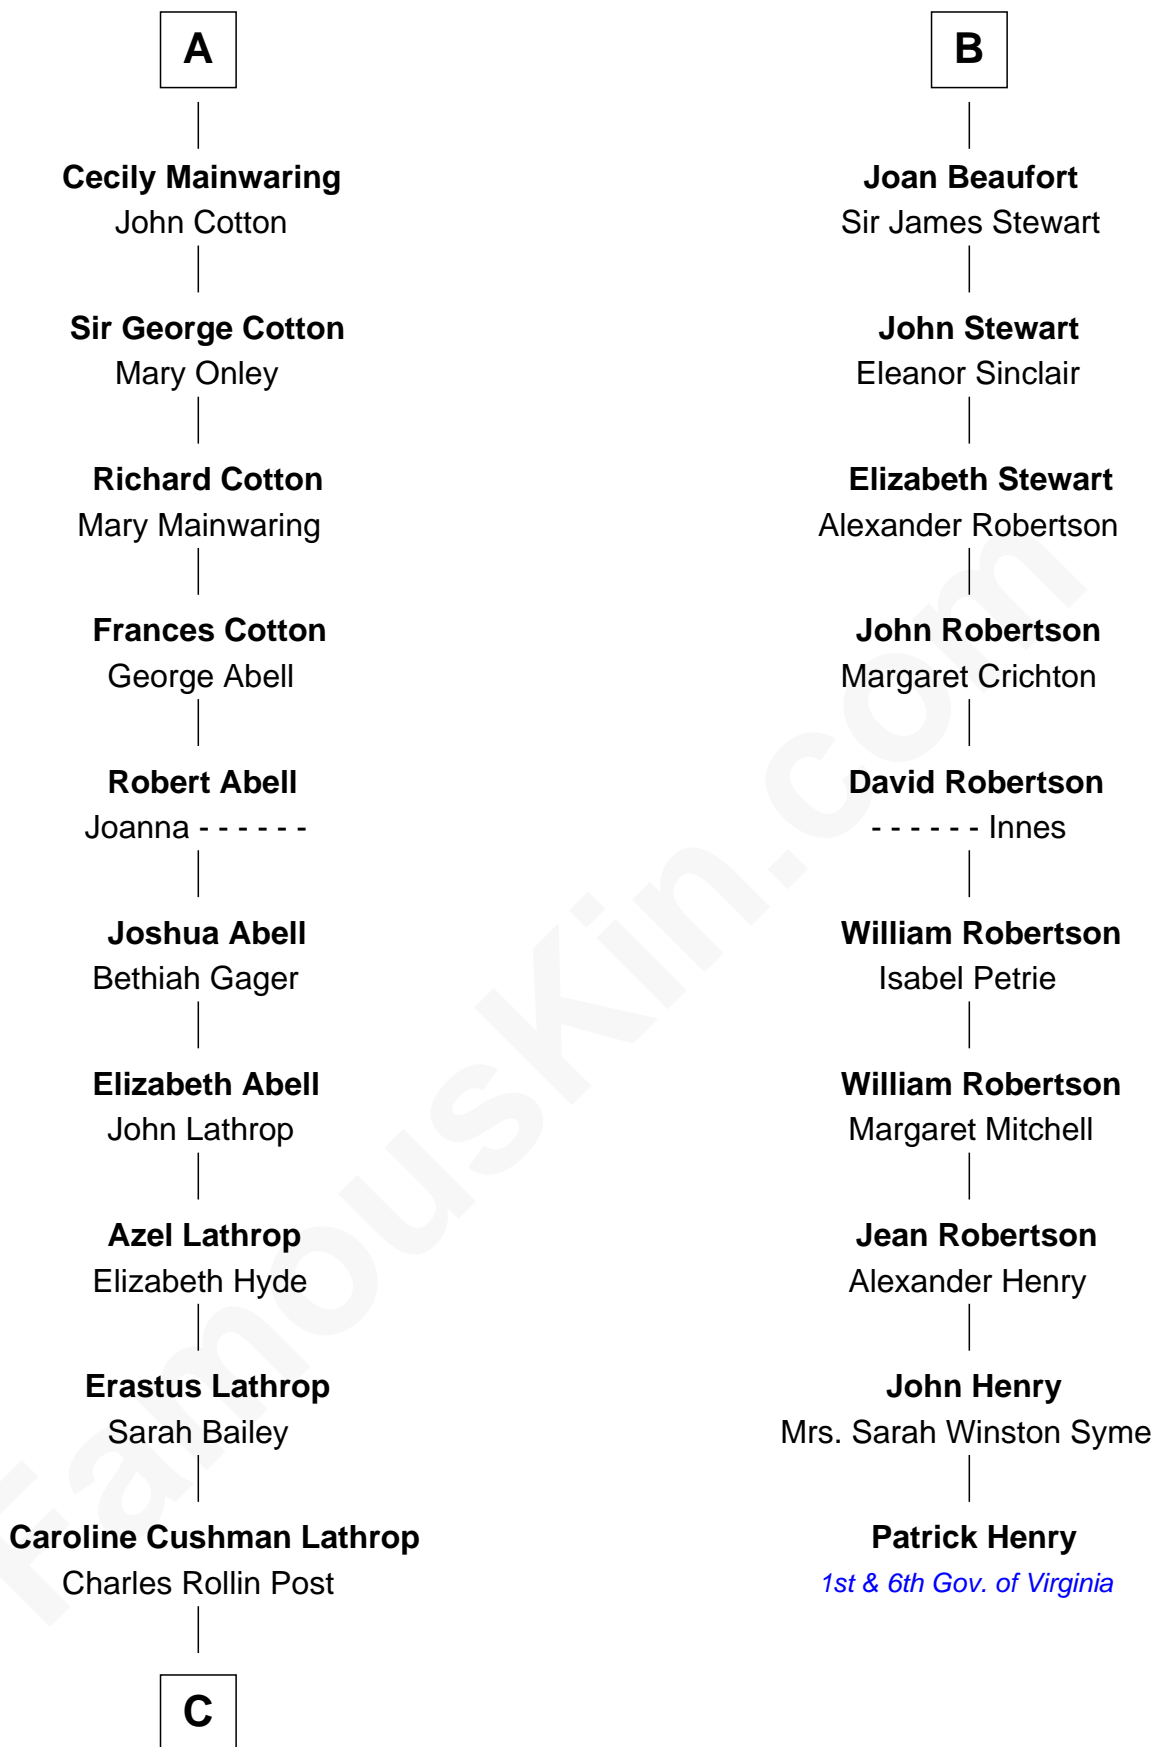 A
Cecily Mainwaring
John Cotton
Sir George Cotton
Mary Onley
Richard Cotton
Mary Mainwaring
Frances Cotton
George Abell
Robert Abell
Joanna - - - - - -
Joshua Abell
Bethiah Gager
Elizabeth Abell
John Lathrop
Azel Lathrop
Elizabeth Hyde
Erastus Lathrop
Sarah Bailey
Caroline Cushman Lathrop
Charles Rollin Post
C
B
Joan Beaufort
Sir James Stewart
John Stewart
Eleanor Sinclair
Elizabeth Stewart
Alexander Robertson
John Robertson
Margaret Crichton
David Robertson
- - - - - - Innes
William Robertson
Isabel Petrie
William Robertson
Margaret Mitchell
Jean Robertson
Alexander Henry
John Henry
Mrs. Sarah Winston Syme
Patrick Henry
1st & 6th Gov. of Virginia
FamousKin.com